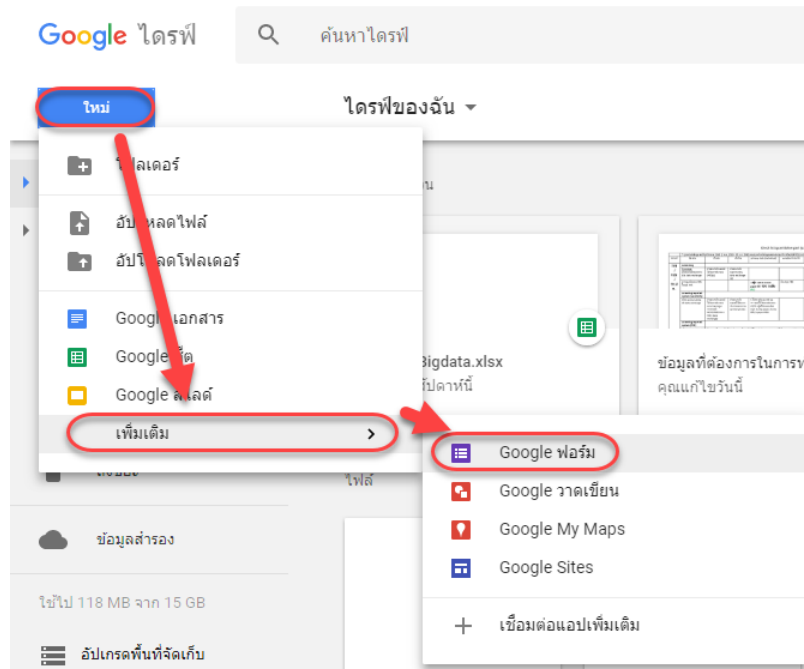 Google ไดรฟ์
ค้นหาไดรฟ์
ใหม่
ไดรฟ์ของฉัน
โฟลเดอร์
อัปโหลดไฟล์
อัปโหลดโฟลเดอร์
Google เอกสาร
Google ชีต
Google สไลด์
เพิ่มเติม
Bigdata.xlsx
ข้อมูลที่ต้องการในการท
คุณแก้ไขวันนี้
Google ฟอร์ม
Google วาดเขียน
Google My Maps
Google Sites
เชื่อมต่อแอปเพิ่มเติม
ไฟล์
ข้อมูลสำรอง
ใช้ไป 118 MB จาก 15 GB
อัปเกรดพื้นที่จัดเก็บ